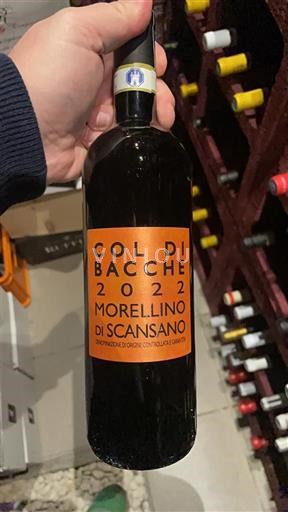 COL DI
BACCHE
2022
MORELLINO
DI SCANSANO
DENOMINAZIONE DI ORIGINE CONTROLLATA E GARANTITA